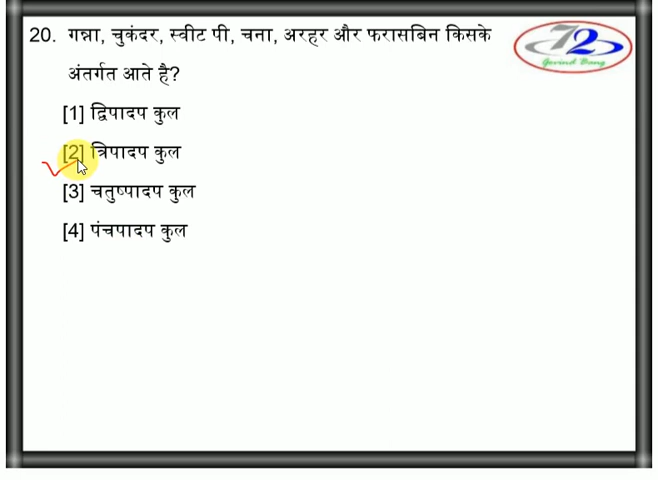 20. गन्ना, चुकंदर, स्वीट पी, चना, अरहर और फरासबिन किसके
अंतर्गत आते है?
[1] द्विपादप कुल
[2] त्रिपादप कुल
[3] चतुष्पादप कुल
[4] पंचपादप कुल
72
Govind Bang